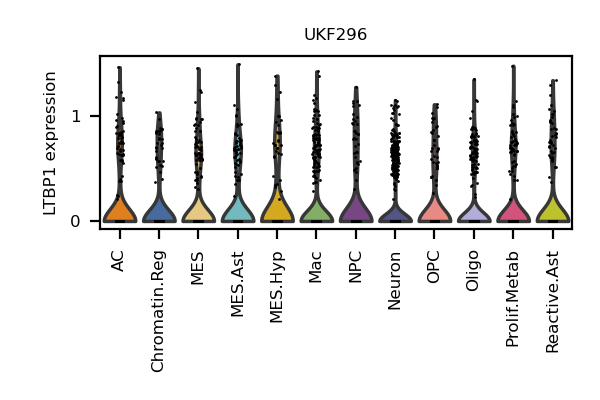 UKF296
LTBP1 expression
1
0
AC
Chromatin.Reg
MES
MES.Ast
MES.Hyp
Mac
NPC
Neuron
OPC
Oligo
Prolif.Metab
Reactive.Ast